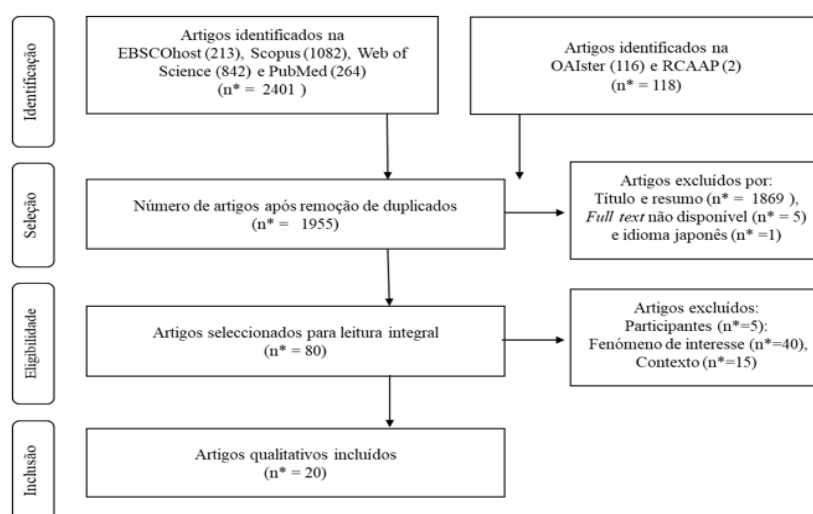 Identificação
Artigos identificados na
EBSCOhost (213), Scopus (1082), Web of
Science (842) e PubMed (264)
(n* = 2401 )
Artigos identificados na
OAIster (116) e RCAAP (2)
(n* = 118)
Seleção
Número de artigos após remoção de duplicados
(n* = 1955)
Artigos excluídos por:
Título e resumo (n* = 1869 ),
Full text não disponível (n* = 5)
e idioma japonês (n* =1)
Eligibilidade
Artigos seleccionados para leitura integral
(n* = 80)
Artigos excluídos:
Participantes (n*=5):
Fenómeno de interesse (n*=40),
Contexto (n*=15)
Inclusão
Artigos qualitativos incluídos
(n* = 20)